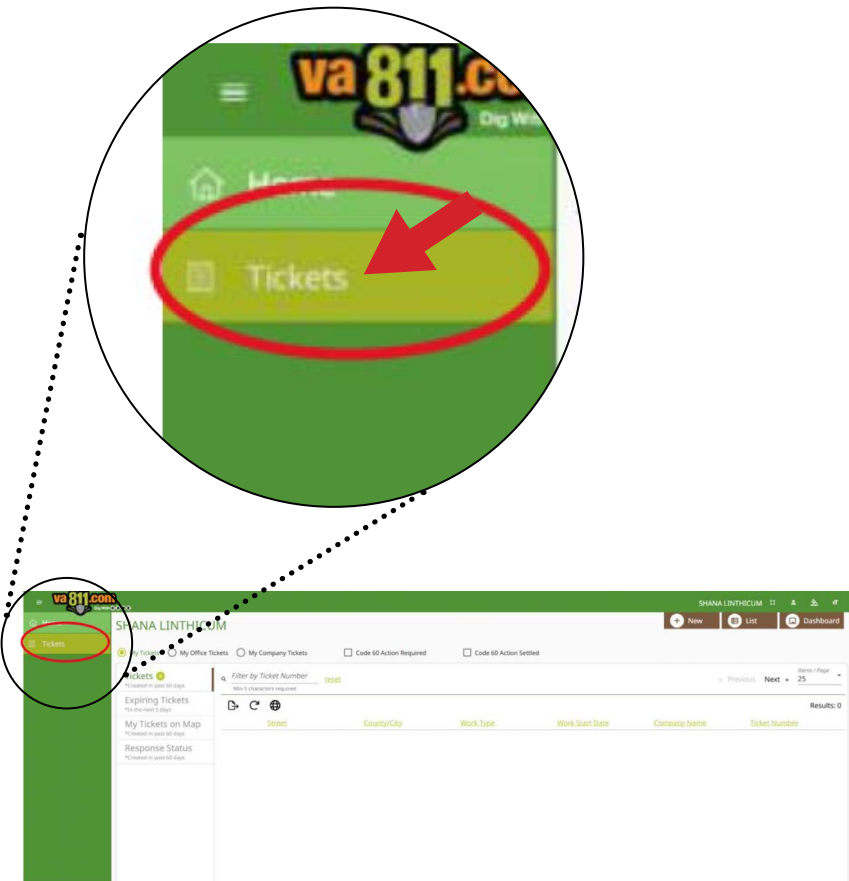 va811.co
Dig Wi
Home
Tickets
va811.com
Dig With
SHANA LINTHICUM
Home
Tickets
SHANA LINTHICUM
New
List
Dashboard
My Tickets
My Office Tickets
My Company Tickets
Code 60 Action Required
Code 60 Action Settled
Tickets
*Created in past 60 days
Expiring Tickets
*In the next 5 days
My Tickets on Map
*Created in past 60 days
Response Status
*Created in past 60 days
Filter by Ticket Number
reset
Min 5 characters required
Previous
Next
Items / Page
25
Results: 0
Street
County/City
Work Type
Work Start Date
Company Name
Ticket Number